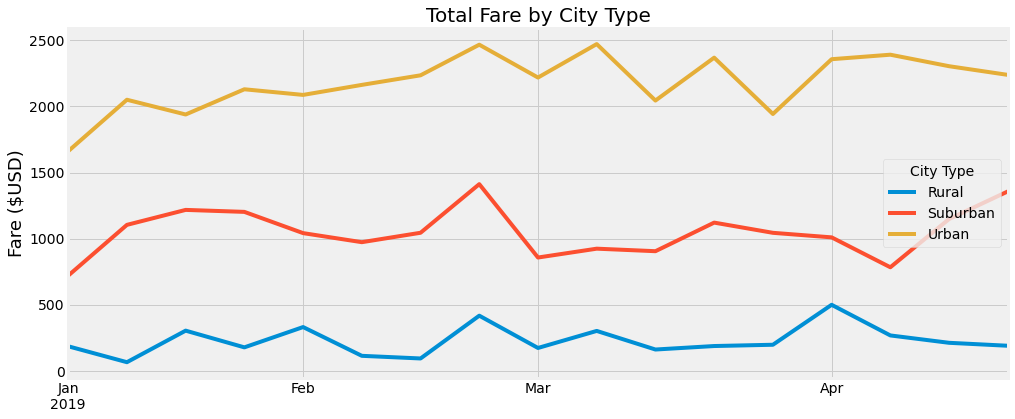 Total Fare by City Type
Fare ($USD)
2500
2000
1500
1000
500
0
City Type
Rural
Suburban
Urban
Jan Feb Mar Apr
2019